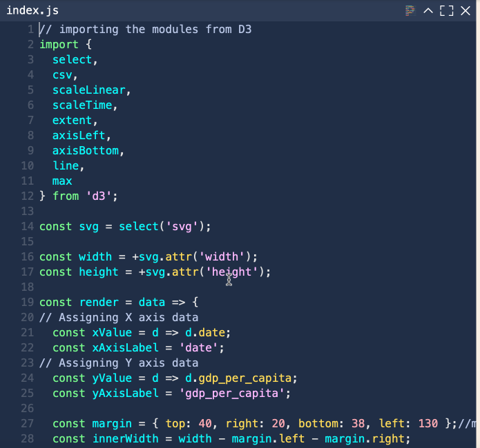 index.js
1 // importing the modules from D3
2 import {
3   select,
4   csv,
5   scaleLinear,
6   scaleTime,
7   extent,
8   axisLeft,
9   axisBottom,
10   line,
11   max
12 } from 'd3';
13
14 const svg = select('svg');
15
16 const width = +svg.attr('width');
17 const height = +svg.attr('height');
18
19 const render = data => {
20 // Assigning X axis data
21   const xValue = d => d.date;
22   const xAxisLabel = 'date';
23 // Assigning Y axis data
24   const yValue = d => d.gdp_per_capita;
25   const yAxisLabel = 'gdp_per_capita';
26
27   const margin = { top: 40, right: 20, bottom: 38, left: 130 };//m
28   const innerWidth = width - margin.left - margin.right;